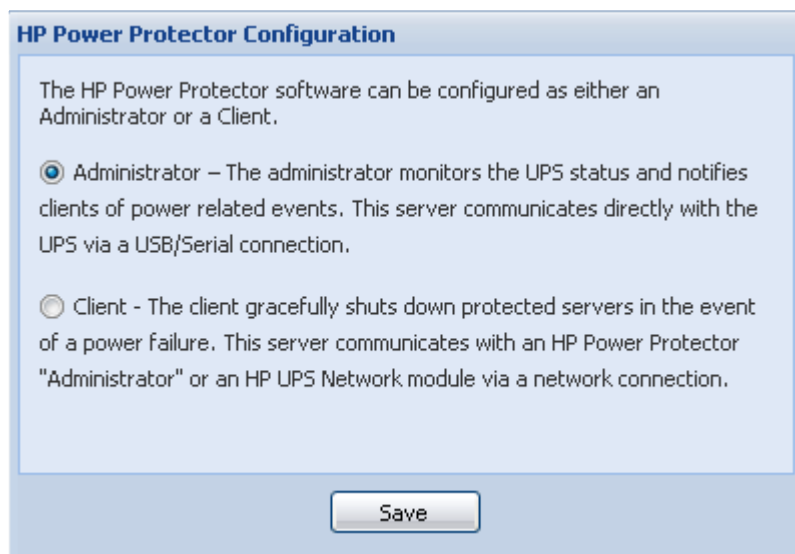 HP Power Protector Configuration
The HP Power Protector software can be configured as either an
Administrator or a Client.
Administrator – The administrator monitors the UPS status and notifies
clients of power related events. This server communicates directly with the
UPS via a USB/Serial connection.
Client - The client gracefully shuts down protected servers in the event
of a power failure. This server communicates with an HP Power Protector
"Administrator" or an HP UPS Network module via a network connection.
Save